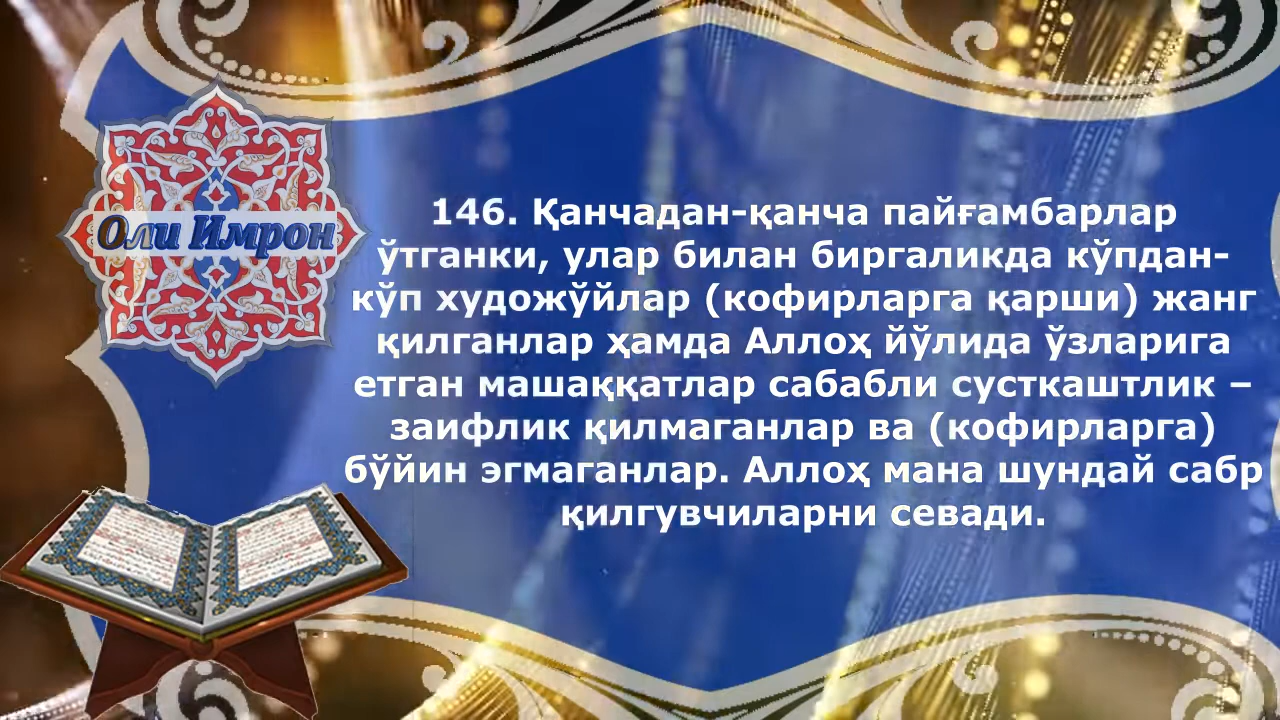 Оли Имрон
146. Қанчадан-қанча пайғамбарлар
ўтганки, улар билан биргаликда кўпдан-
кўп художўйлар (кофирларга қарши) жанг
қилганлар ҳамда Аллоҳ йўлида ўзларига
етган машаққатлар сабабли сусткаштлик –
заифлик қилмаганлар ва (кофирларга)
бўйин эгмаганлар. Аллоҳ мана шундай сабр
қилгувчиларни севади.